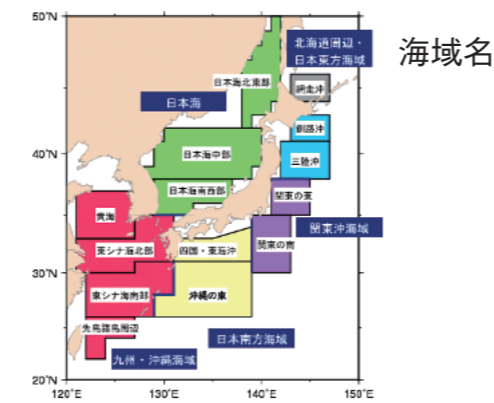 海域名
50°N
40°N
30°N
20°N
120°E
130°E
140°E
150°E
北海道周辺・
日本東方海域
日本海
日本海北東部
網走沖
釧路沖
三陸沖
日本海中部
日本海南西部
関東の東
関東沖海域
関東の南
黄海
東シナ海北部
四国・東海沖
東シナ海南部
沖縄の東
先島諸島周辺
日本南方海域
九州・沖縄海域